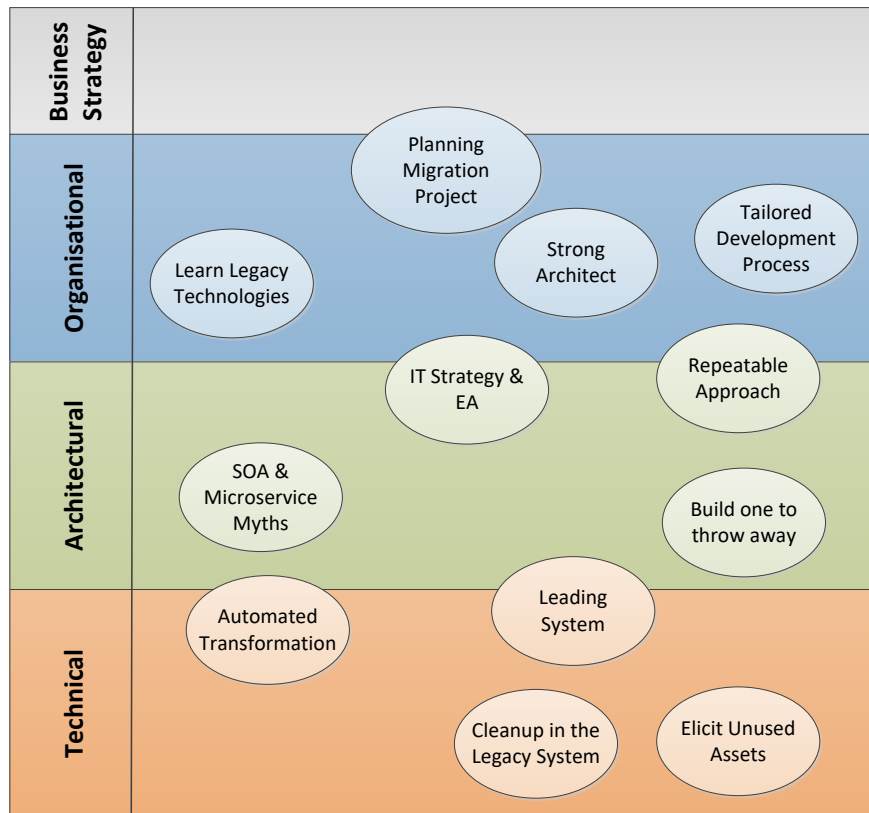 Business
Strategy
Planning
Migration
Project
Organisational
Learn Legacy
Technologies
Strong
Architect
Tailored
Development
Process
IT Strategy &
EA
Repeatable
Approach
Architectural
SOA &
Microservice
Myths
Build one to
throw away
Automated
Transformation
Leading
System
Technical
Cleanup in the
Legacy System
Elicit Unused
Assets